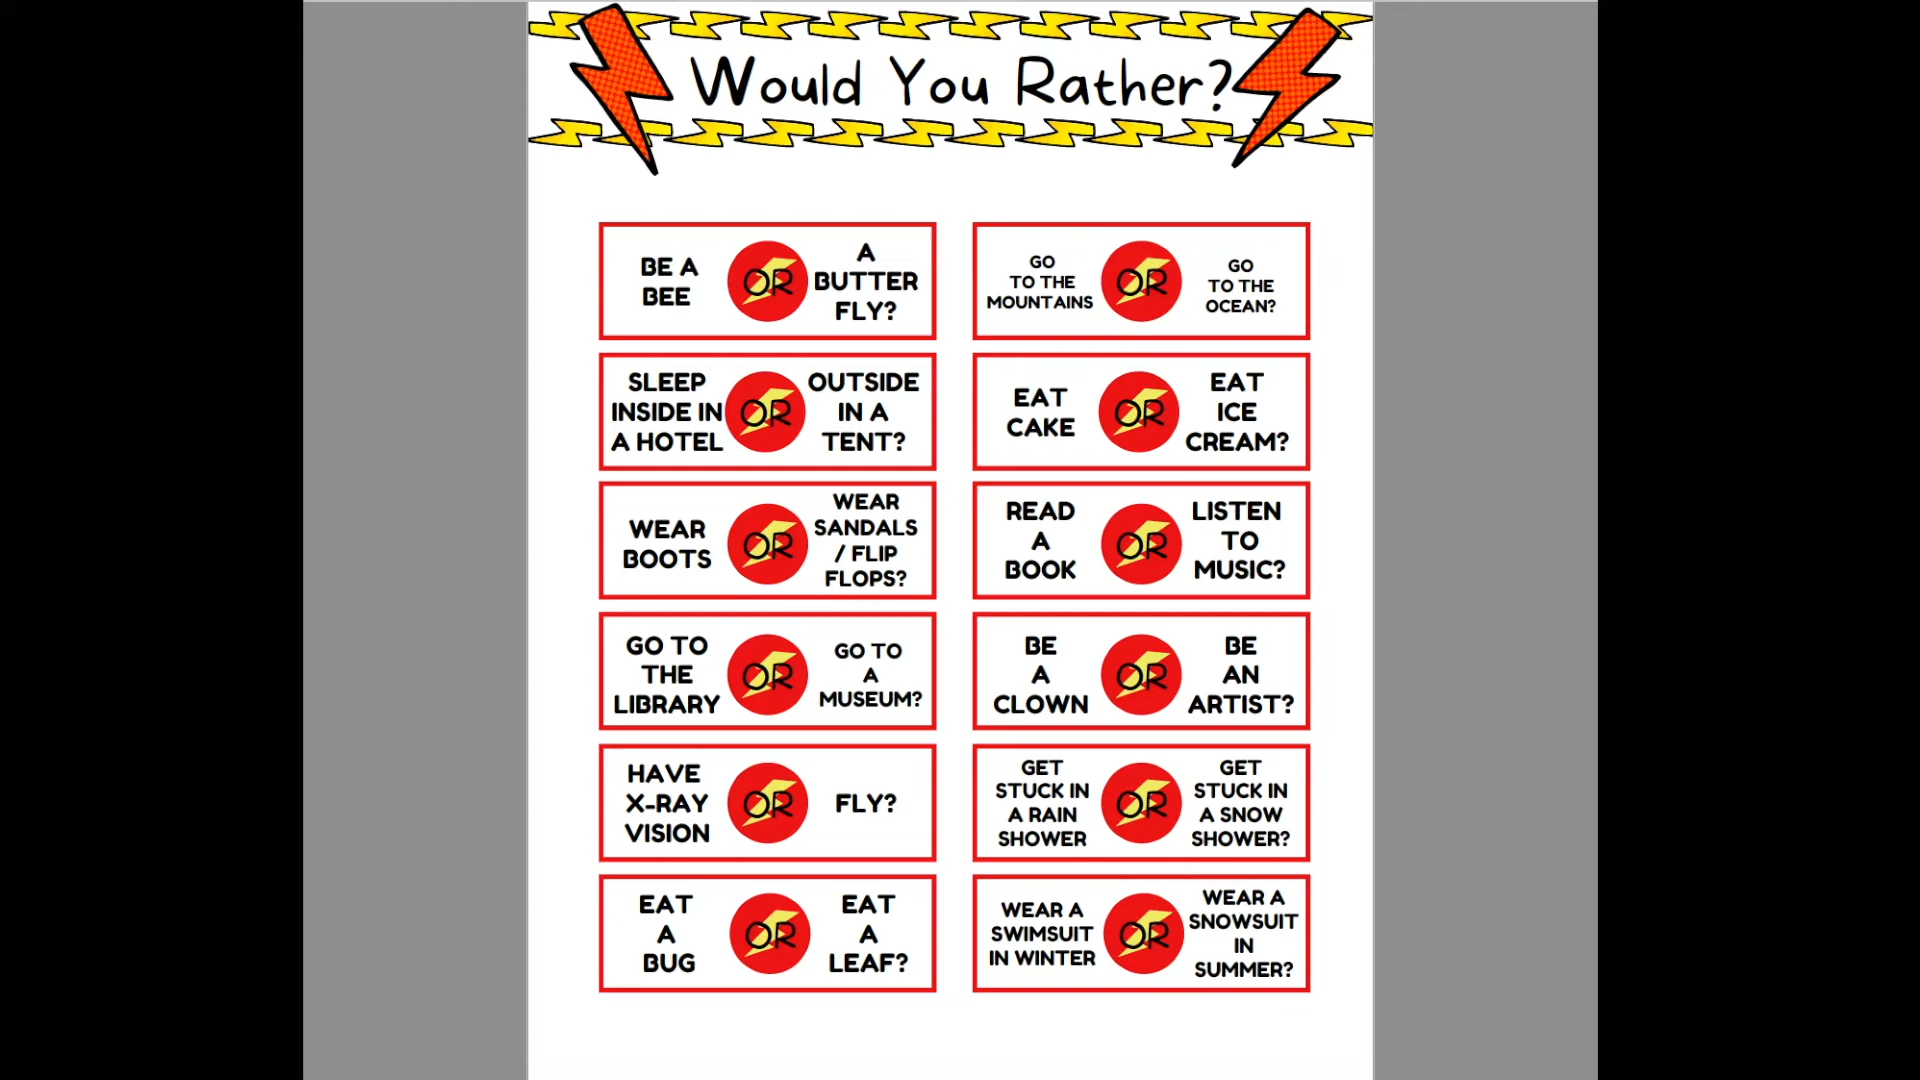 Would You Rather?
BE A
BEE
OR
A
BUTTER
FLY?
GO
TO THE
MOUNTAINS
OR
GO
TO THE
OCEAN?
SLEEP
INSIDE IN
A HOTEL
OR
OUTSIDE
IN A
TENT?
EAT
CAKE
OR
EAT
ICE
CREAM?
WEAR
BOOTS
OR
WEAR
SANDALS
/ FLIP
FLOPS?
READ
A
BOOK
OR
LISTEN
TO
MUSIC?
GO TO
THE
LIBRARY
OR
GO TO
A
MUSEUM?
BE
A
CLOWN
OR
BE
AN
ARTIST?
HAVE
X-RAY
VISION
OR
FLY?
GET
STUCK IN
A RAIN
SHOWER
OR
GET
STUCK IN
A SNOW
SHOWER?
EAT
A
BUG
OR
EAT
A
LEAF?
WEAR A
SWIMSUIT
IN WINTER
OR
WEAR A
SNOWSUIT
IN
SUMMER?